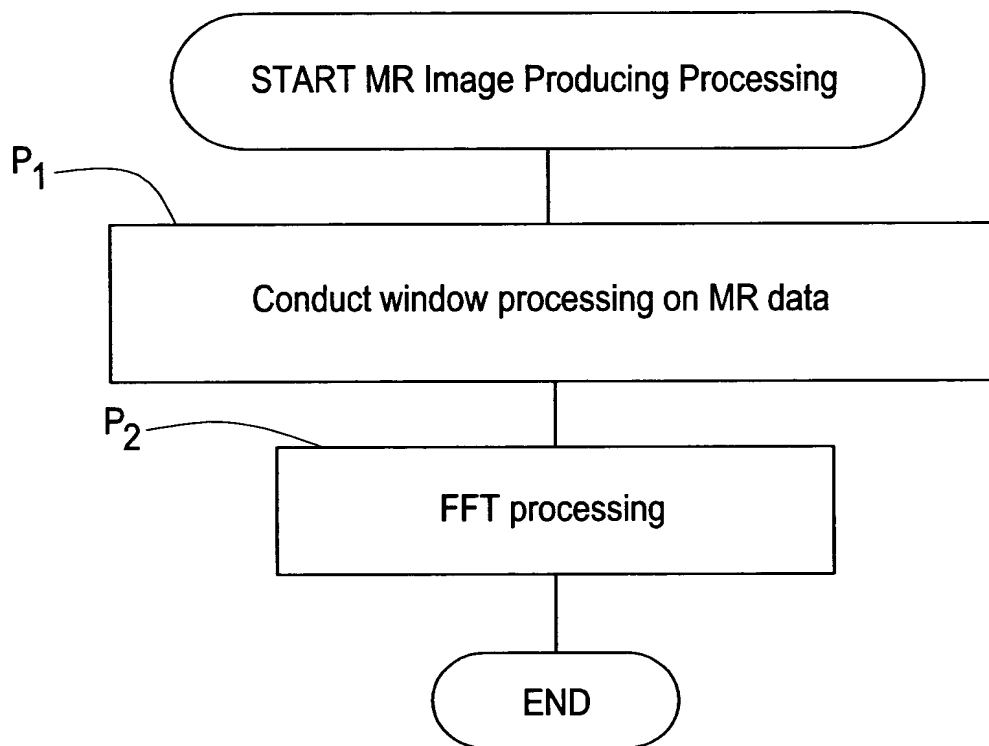 START MR Image Producing Processing
P1
Conduct window processing on MR data
P2
FFT processing
END